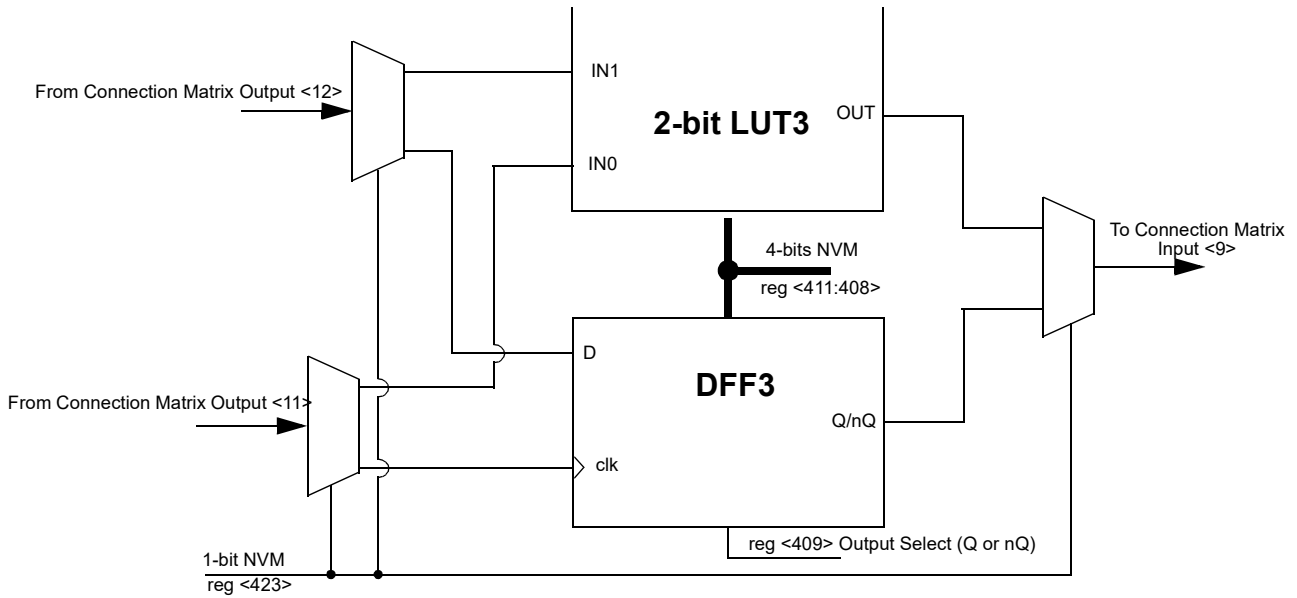 IN1
From Connection Matrix Output <12>
2-bit LUT3
OUT
IN0
To Connection Matrix
Input <9>
4-bits NVM
reg <411:408>
D
DFF3
From Connection Matrix Output <11>
Q/nQ
clk
reg <409> Output Select (Q or nQ)
1-bit NVM
reg <423>